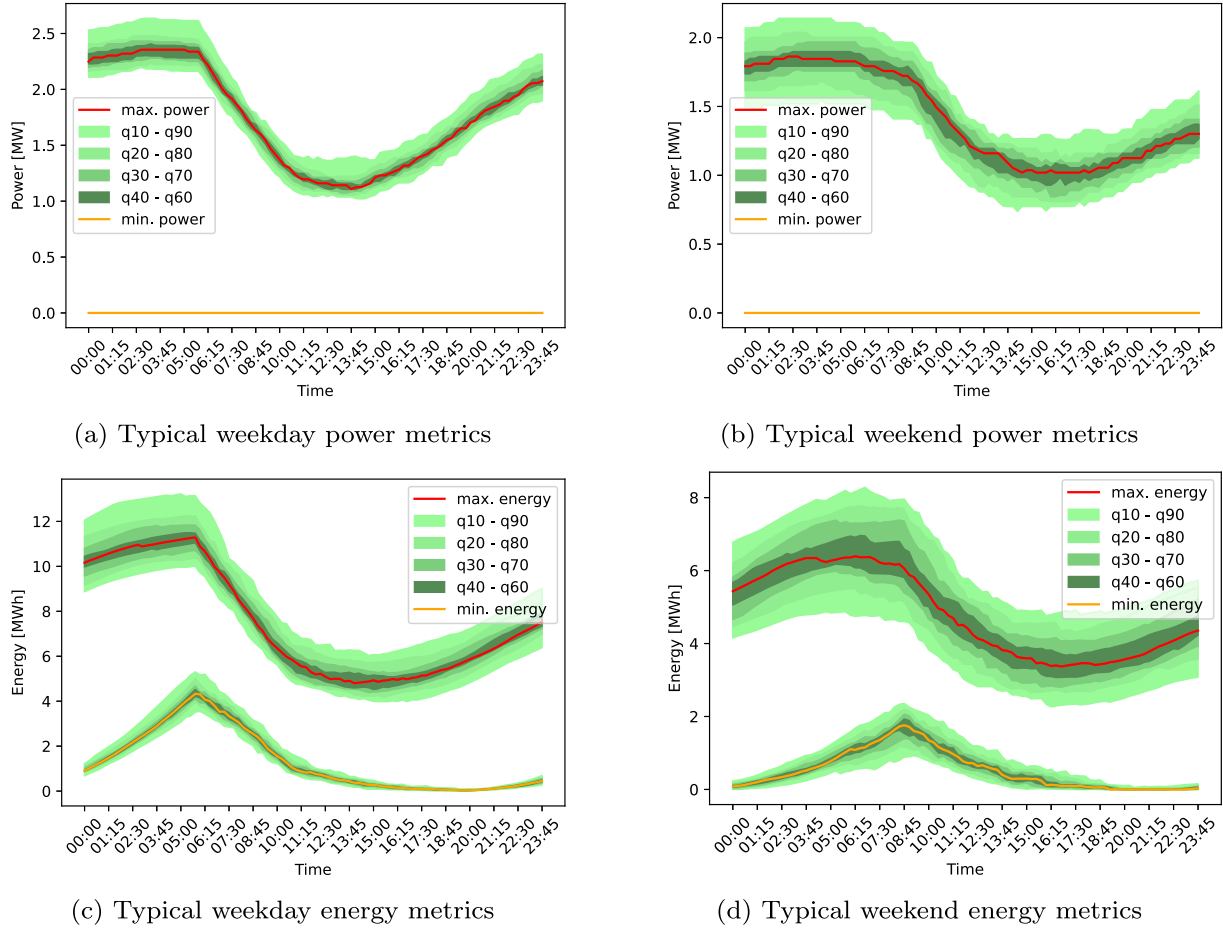 2.5
2.0
1.5
1.0
0.5
0.0
Power [MW]
max. power
q10 - q90
q20 - q80
q30 - q70
q40 - q60
min. power
00:00
01:15
02:30
03:45
05:00
06:15
07:30
08:45
10:00
11:15
12:30
13:45
15:00
16:15
17:30
18:45
20:00
21:15
22:30
23:45
Time
(a) Typical weekday power metrics
2.0
1.5
1.0
0.5
0.0
Power [MW]
max. power
q10 - q90
q20 - q80
q30 - q70
q40 - q60
min. power
00:00
01:15
02:30
03:45
05:00
06:15
07:30
08:45
10:00
11:15
12:30
13:45
15:00
16:15
17:30
18:45
20:00
21:15
22:30
23:45
Time
(b) Typical weekend power metrics
12
10
8
6
4
2
0
Energy [MWh]
max. energy
q10 - q90
q20 - q80
q30 - q70
q40 - q60
min. energy
00:00
01:15
02:30
03:45
05:00
06:15
07:30
08:45
10:00
11:15
12:30
13:45
15:00
16:15
17:30
18:45
20:00
21:15
22:30
23:45
Time
(c) Typical weekday energy metrics
8
6
4
2
0
Energy [MWh]
max. energy
q10 - q90
q20 - q80
q30 - q70
q40 - q60
min. energy
00:00
01:15
02:30
03:45
05:00
06:15
07:30
08:45
10:00
11:15
12:30
13:45
15:00
16:15
17:30
18:45
20:00
21:15
22:30
23:45
Time
(d) Typical weekend energy metrics